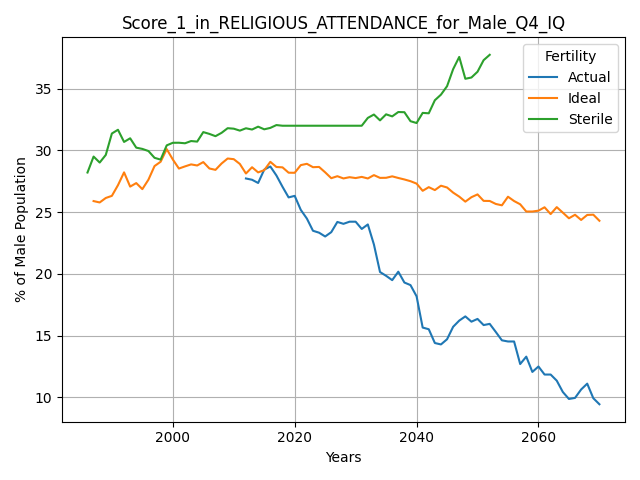 Score_1_in_RELIGIOUS_ATTENDANCE_for_Male_Q4_IQ
Fertility
Actual
Ideal
Sterile
% of Male Population
35
30
25
20
15
10
2000
2020
2040
2060
Years